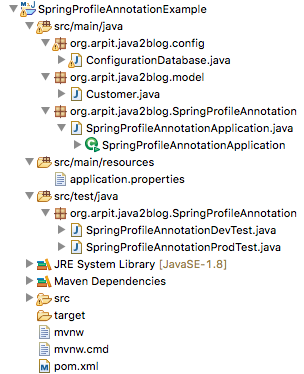 SpringProfileAnnotationExample
src/main/java
org.arpit.java2blog.config
ConfigurationDatabase.java
org.arpit.java2blog.model
Customer.java
org.arpit.java2blog.SpringProfileAnnotation
SpringProfileAnnotationApplication.java
SpringProfileAnnotationApplication
src/main/resources
application.properties
src/test/java
org.arpit.java2blog.SpringProfileAnnotation
SpringProfileAnnotationDevTest.java
SpringProfileAnnotationProdTest.java
JRE System Library [JavaSE-1.8]
Maven Dependencies
src
target
mvnw
mvnw.cmd
pom.xml